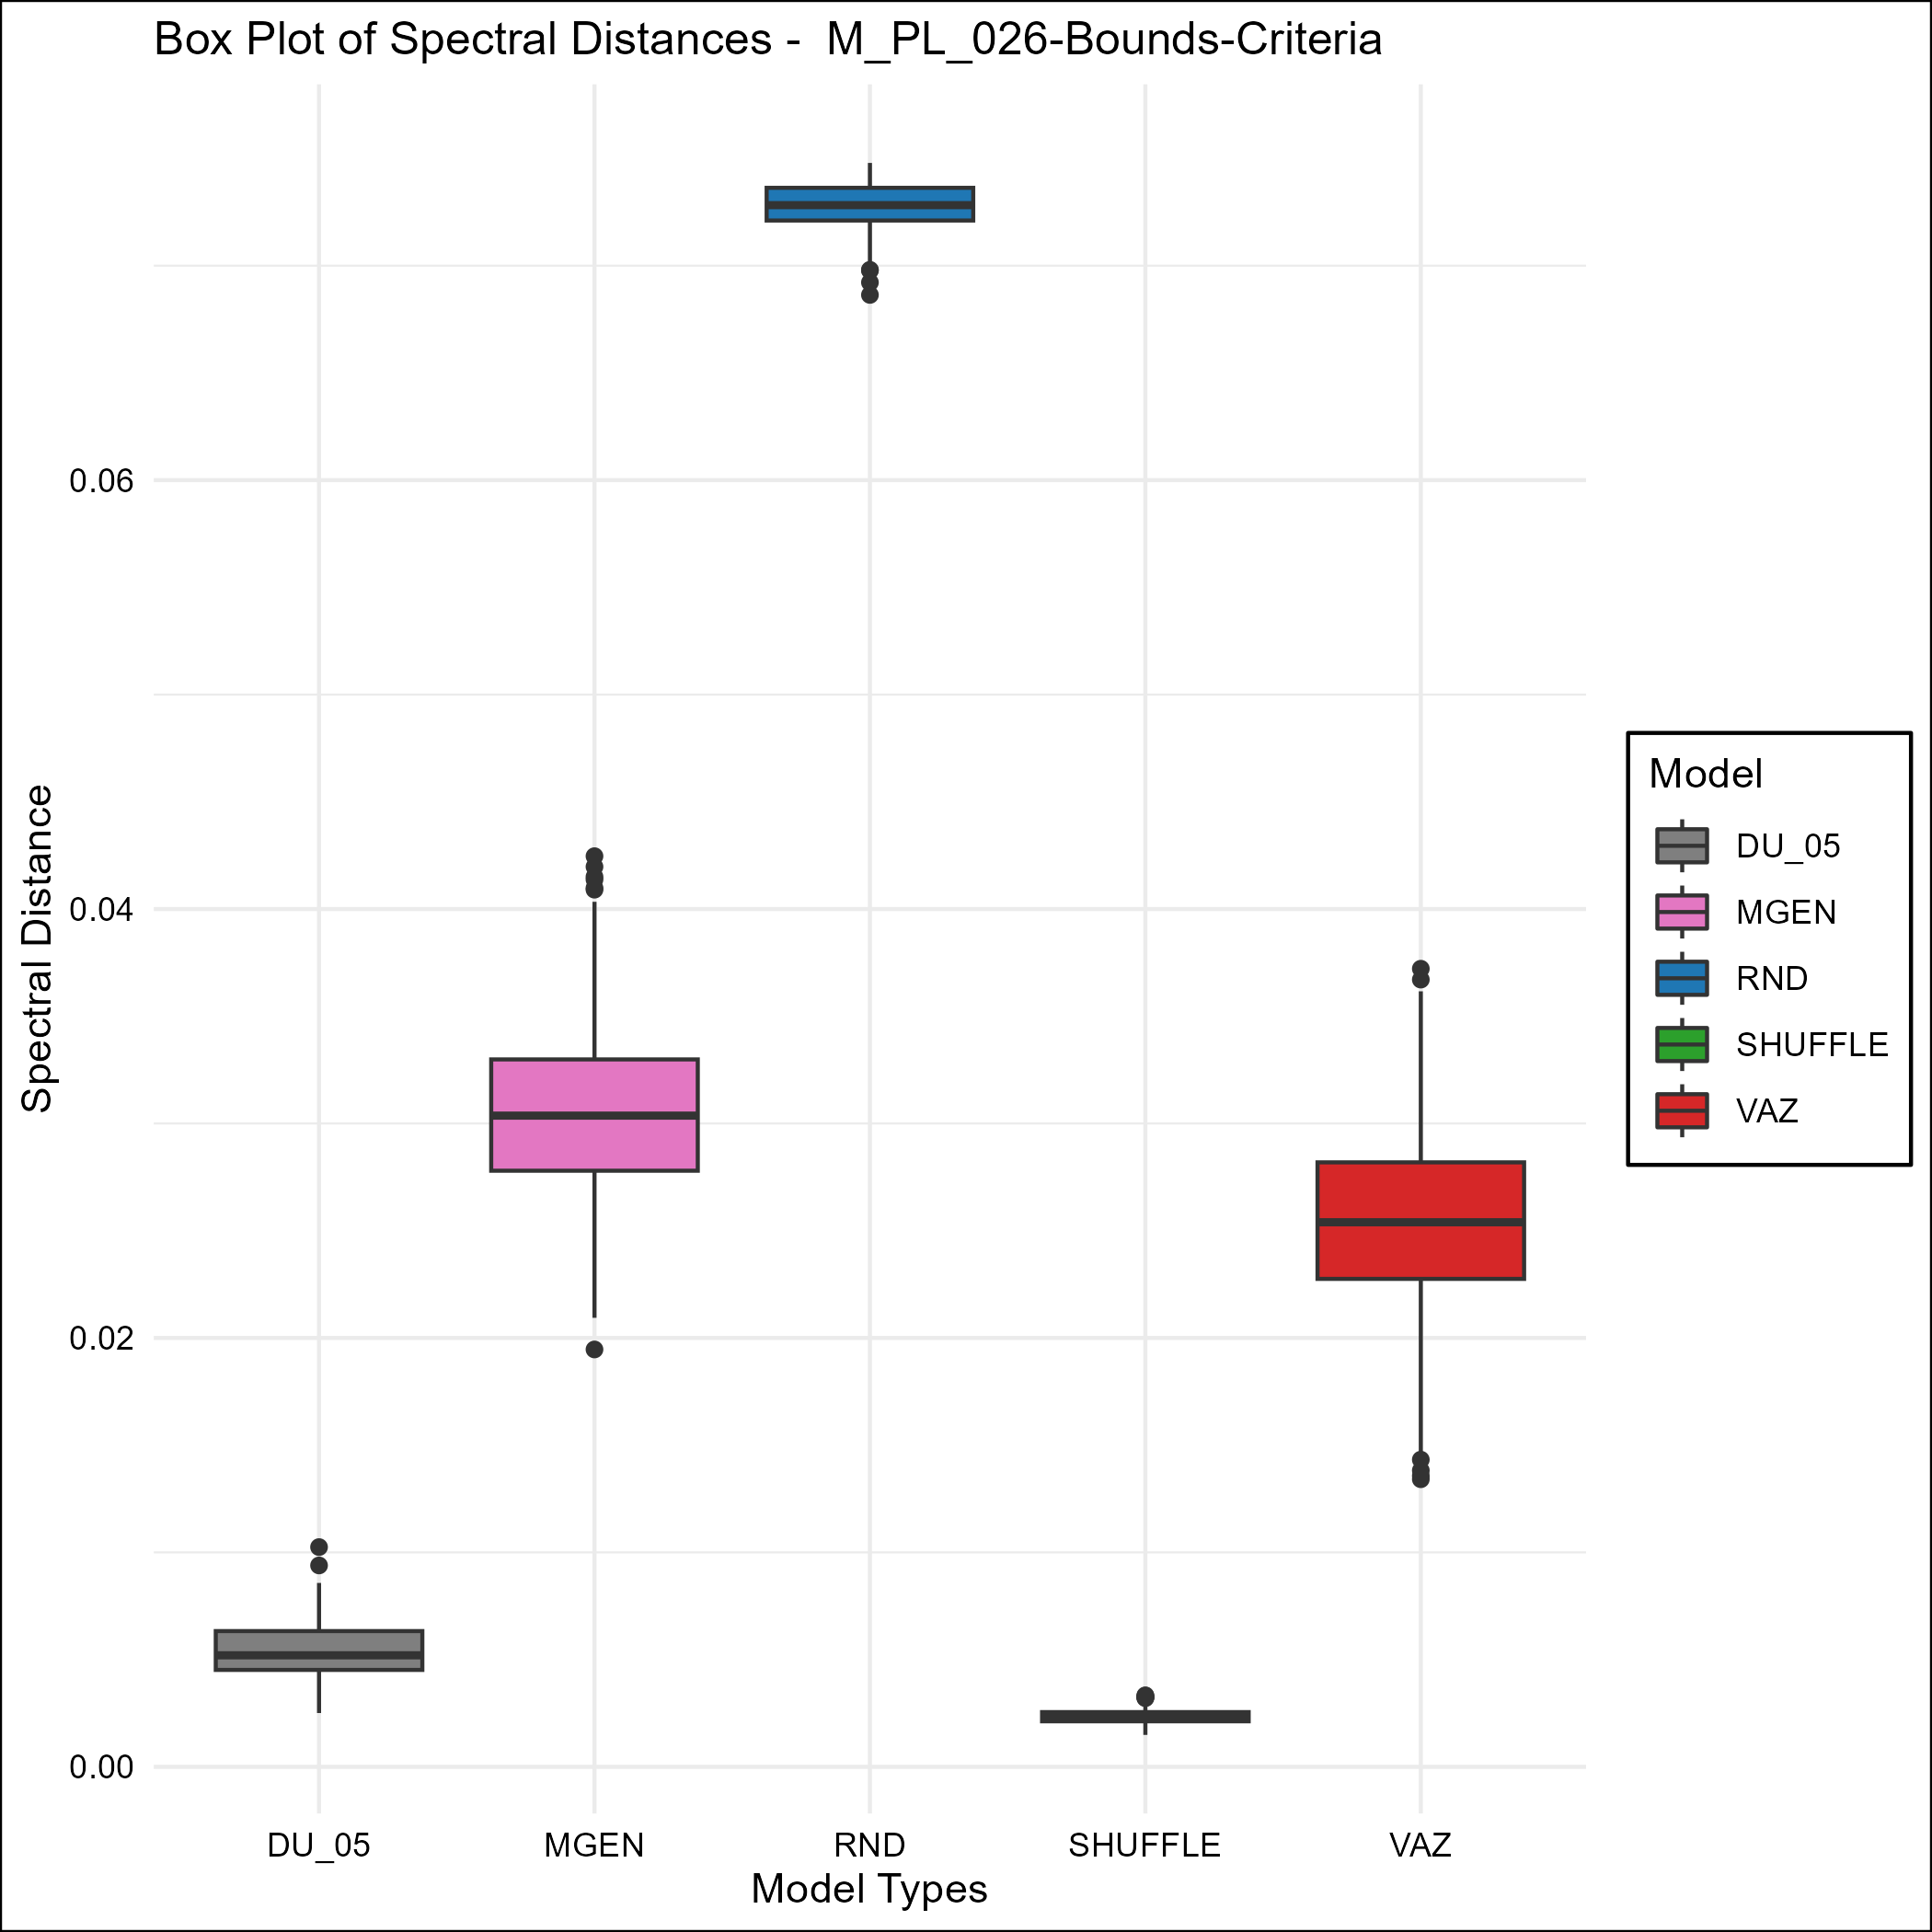 Box Plot of Spectral Distances -  M_PL_026-Bounds-Criteria
Spectral Distance
0.06
0.04
0.02
0.00
DU_05
MGEN
RND
SHUFFLE
VAZ
Model Types
Model
DU_05
MGEN
RND
SHUFFLE
VAZ